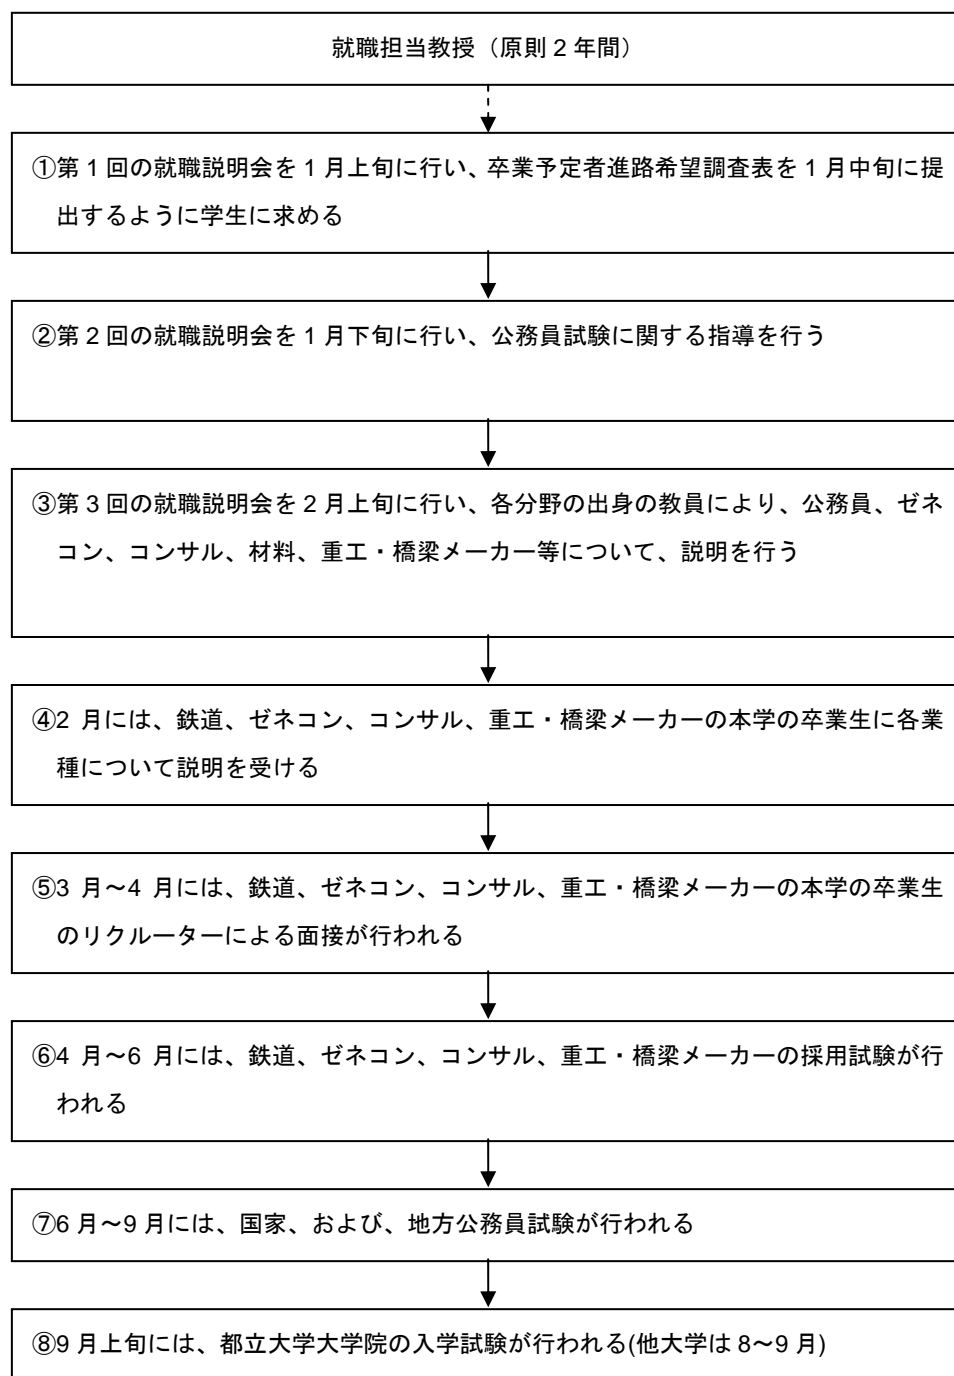 就職担当教授（原則２年間）
①第１回の就職説明会を１月上旬に行い、卒業予定者進路希望調査表を１月中旬に提
出するように学生に求める
②第２回の就職説明会を１月下旬に行い、公務員試験に関する指導を行う
③第３回の就職説明会を２月上旬に行い、各分野の出身の教員により、公務員、ゼネ
コン、コンサル、材料、重工・橋梁メーカー等について、説明を行う
④2 月には、鉄道、ゼネコン、コンサル、重工・橋梁メーカーの本学の卒業生に各業
種について説明を受ける
⑤3 月～4 月には、鉄道、ゼネコン、コンサル、重工・橋梁メーカーの本学の卒業生
のリクルーターによる面接が行われる
⑥4 月～6 月には、鉄道、ゼネコン、コンサル、重工・橋梁メーカーの採用試験が行
われる
⑦6 月～9 月には、国家、および、地方公務員試験が行われる
⑧9 月上旬には、都立大学大学院の入学試験が行われる(他大学は 8～9 月)